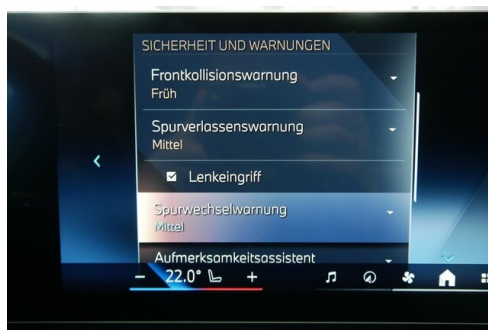 SICHERHEIT UND WARNUNGEN
Frontkollisionswarnung
Früh
Spurverlassenswarnung
Mittel
Lenkeingriff
Spurwechselwarnung
Mittel
Aufmerksamkeitsassistent
- 22.0° +